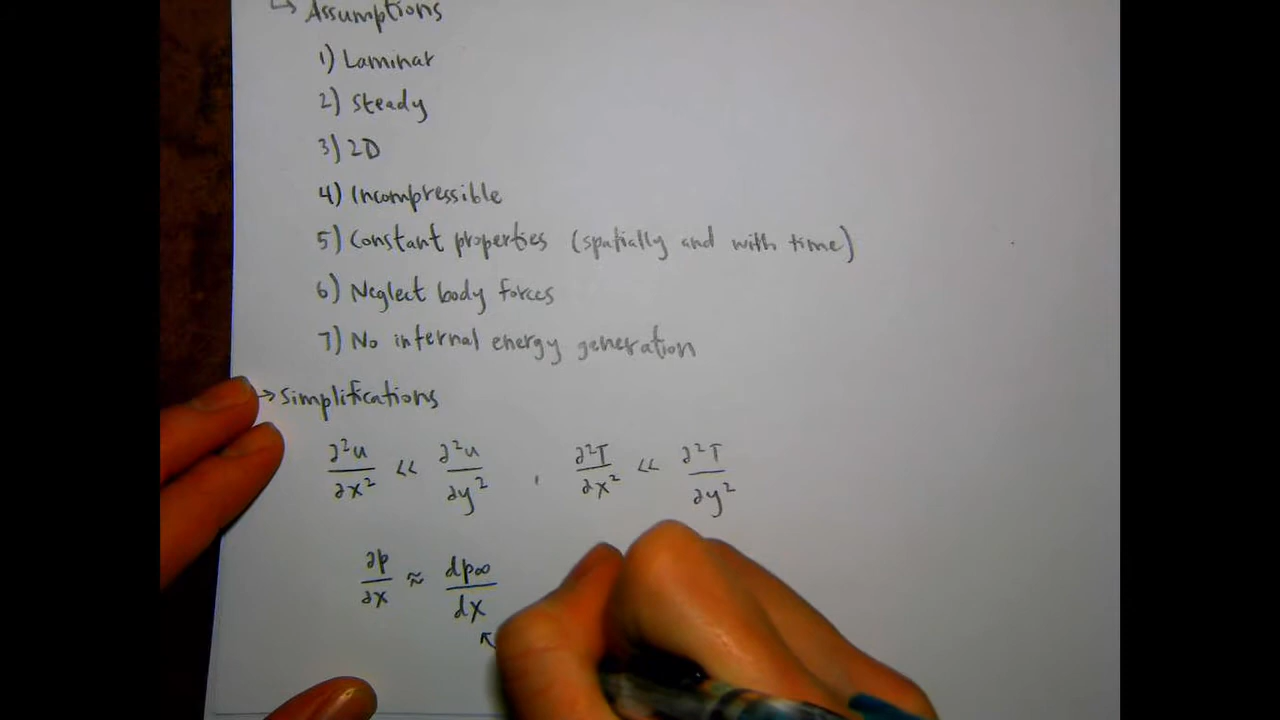 ↳ Assumptions
1) Laminar
2) Steady
3) 2D
4) Incompressible
5) Constant properties (spatially and with time)
6) Neglect body forces
7) No internal energy generation
→ Simplifications
∂²u/∂x² << ∂²u/∂y² , ∂²T/∂x² << ∂²T/∂y²
∂p/∂x ≈ dp∞/dx
↖